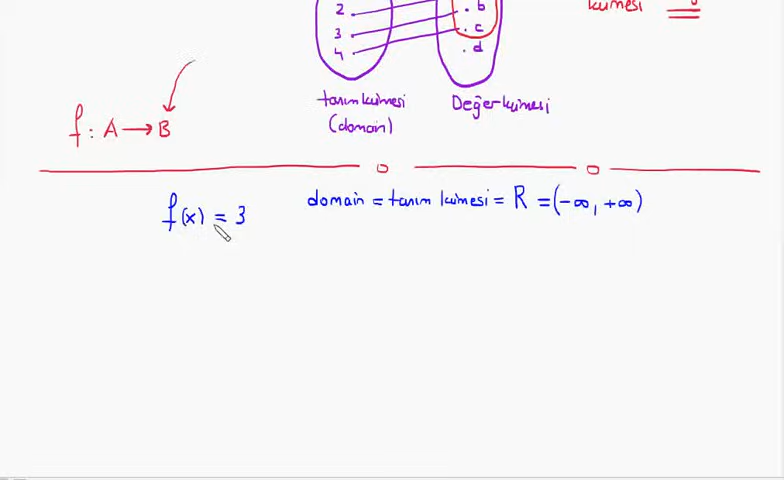 2 . b
3 . c
4 . d
kümesi
tanım kümesi
(domain)
Değer kümesi
f : A → B
f(x) = 3
domain = tanım kümesi = R = (-∞, +∞)